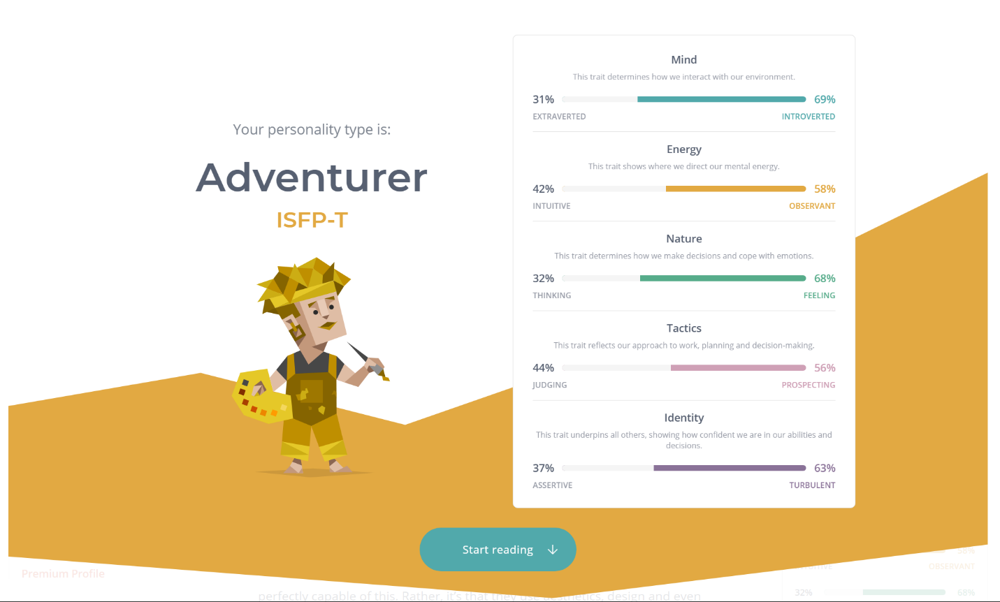 Your personality type is:
Adventurer
ISFP-T
Mind
This trait determines how we interact with our environment.
31% 69%
EXTRAVERTED INTROVERTED
Energy
This trait shows where we direct our mental energy.
42% 58%
INTUITIVE OBSERVANT
Nature
This trait determines how we make decisions and cope with emotions.
32% 68%
THINKING FEELING
Tactics
This trait reflects our approach to work, planning and decision-making.
44% 56%
JUDGING PROSPECTING
Identity
This trait underpins all others, showing how confident we are in our abilities and
decisions.
37% 63%
ASSERTIVE TURBULENT
Start reading
58%
OBSERVANT
Premium Profile
perfectly capable of this. Rather, it's that they use aesthetics, design and even
32% 68%